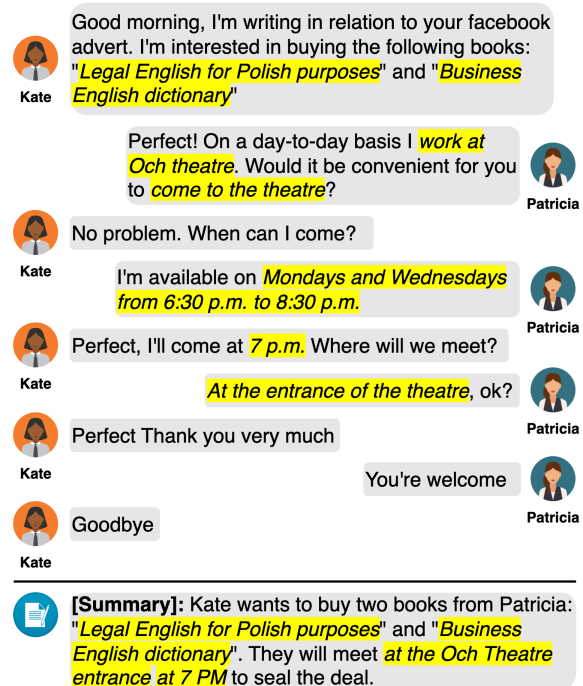 Good morning, I'm writing in relation to your facebook
advert. I'm interested in buying the following books:
"Legal English for Polish purposes" and "Business
English dictionary"
Kate
Perfect! On a day-to-day basis I work at
Och theatre. Would it be convenient for you
to come to the theatre?
Patricia
No problem. When can I come?
Kate
I'm available on Mondays and Wednesdays
from 6:30 p.m. to 8:30 p.m.
Patricia
Perfect, I'll come at 7 p.m. Where will we meet?
Kate
At the entrance of the theatre, ok?
Patricia
Perfect Thank you very much
Kate
You're welcome
Patricia
Goodbye
Kate
[Summary]: Kate wants to buy two books from Patricia:
"Legal English for Polish purposes" and "Business
English dictionary". They will meet at the Och Theatre
entrance at 7 PM to seal the deal.